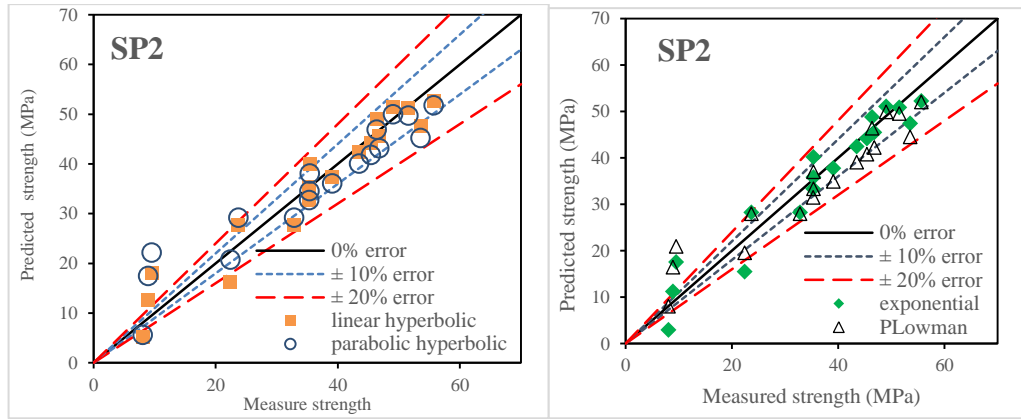 SP2
Predicted strength (MPa)
70
60
50
40
30
20
10
0
0% error
± 10% error
± 20% error
linear hyperbolic
parabolic hyperbolic
0
20
40
60
Measure strength
SP2
Predicted strength (MPa)
70
60
50
40
30
20
10
0
0% error
± 10% error
± 20% error
exponential
PLowman
0
20
40
60
Measured strength (MPa)